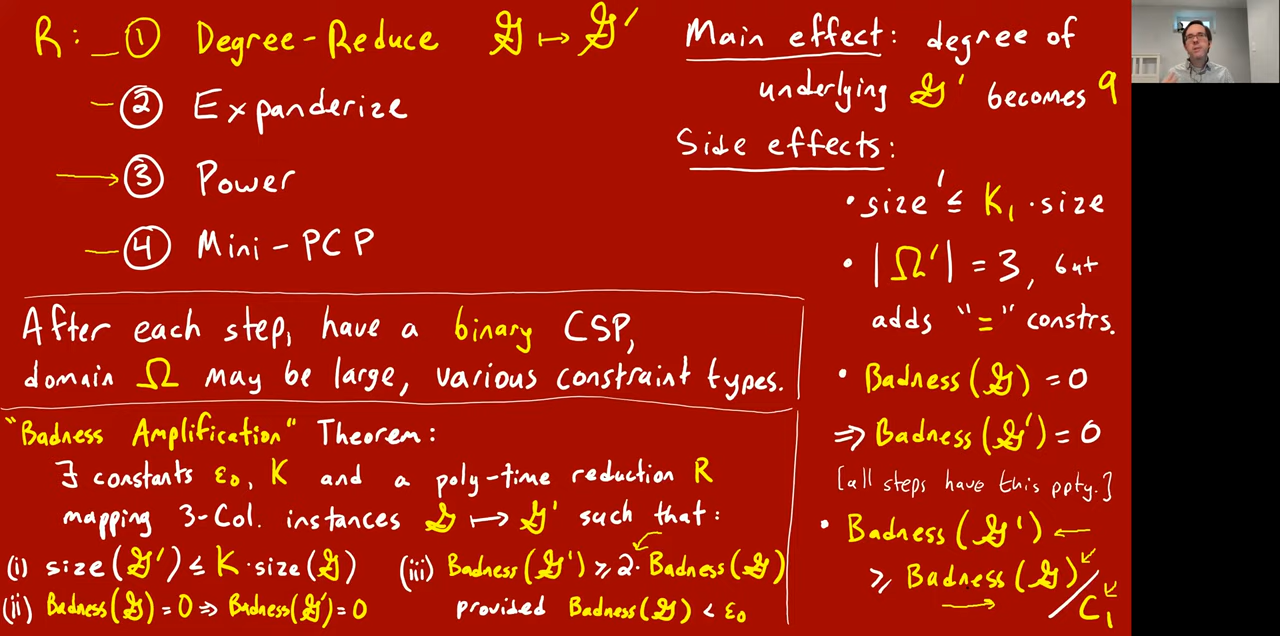 R: ① Degree-Reduce 𝒢 ↦ 𝒢'
② Expanderize
→ ③ Power
④ Mini-PCP
After each step, have a binary CSP,
domain Ω may be large, various constraint types.
"Badness Amplification" Theorem:
∃ constants ε₀, K and a poly-time reduction R
mapping 3-Col. instances 𝒢 ↦ 𝒢' such that:
(i) size(𝒢') ≤ K·size(𝒢)
(ii) Badness(𝒢) = 0 ⇒ Badness(𝒢') = 0
(iii) Badness(𝒢') ≥ 2·Badness(𝒢)
provided Badness(𝒢) < ε₀
Main effect: degree of
underlying 𝒢' becomes 9
Side effects:
• size' ≤ K₁·size
• |Ω'| = 3, but
adds "=" constrs.
• Badness(𝒢) = 0
⇒ Badness(𝒢') = 0
[all steps have this ppty.]
• Badness(𝒢') ←
≥ Badness(𝒢)/C₁